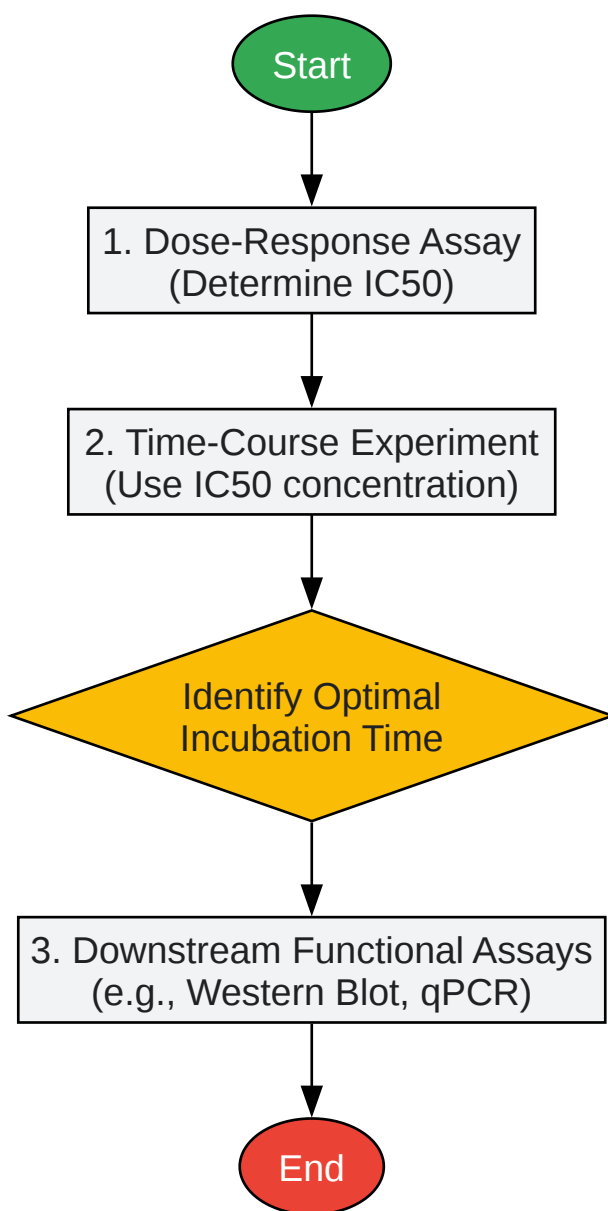 Start
1. Dose-Response Assay
(Determine IC50)
2. Time-Course Experiment
(Use IC50 concentration)
Identify Optimal
Incubation Time
3. Downstream Functional Assays
(e.g., Western Blot, qPCR)
End